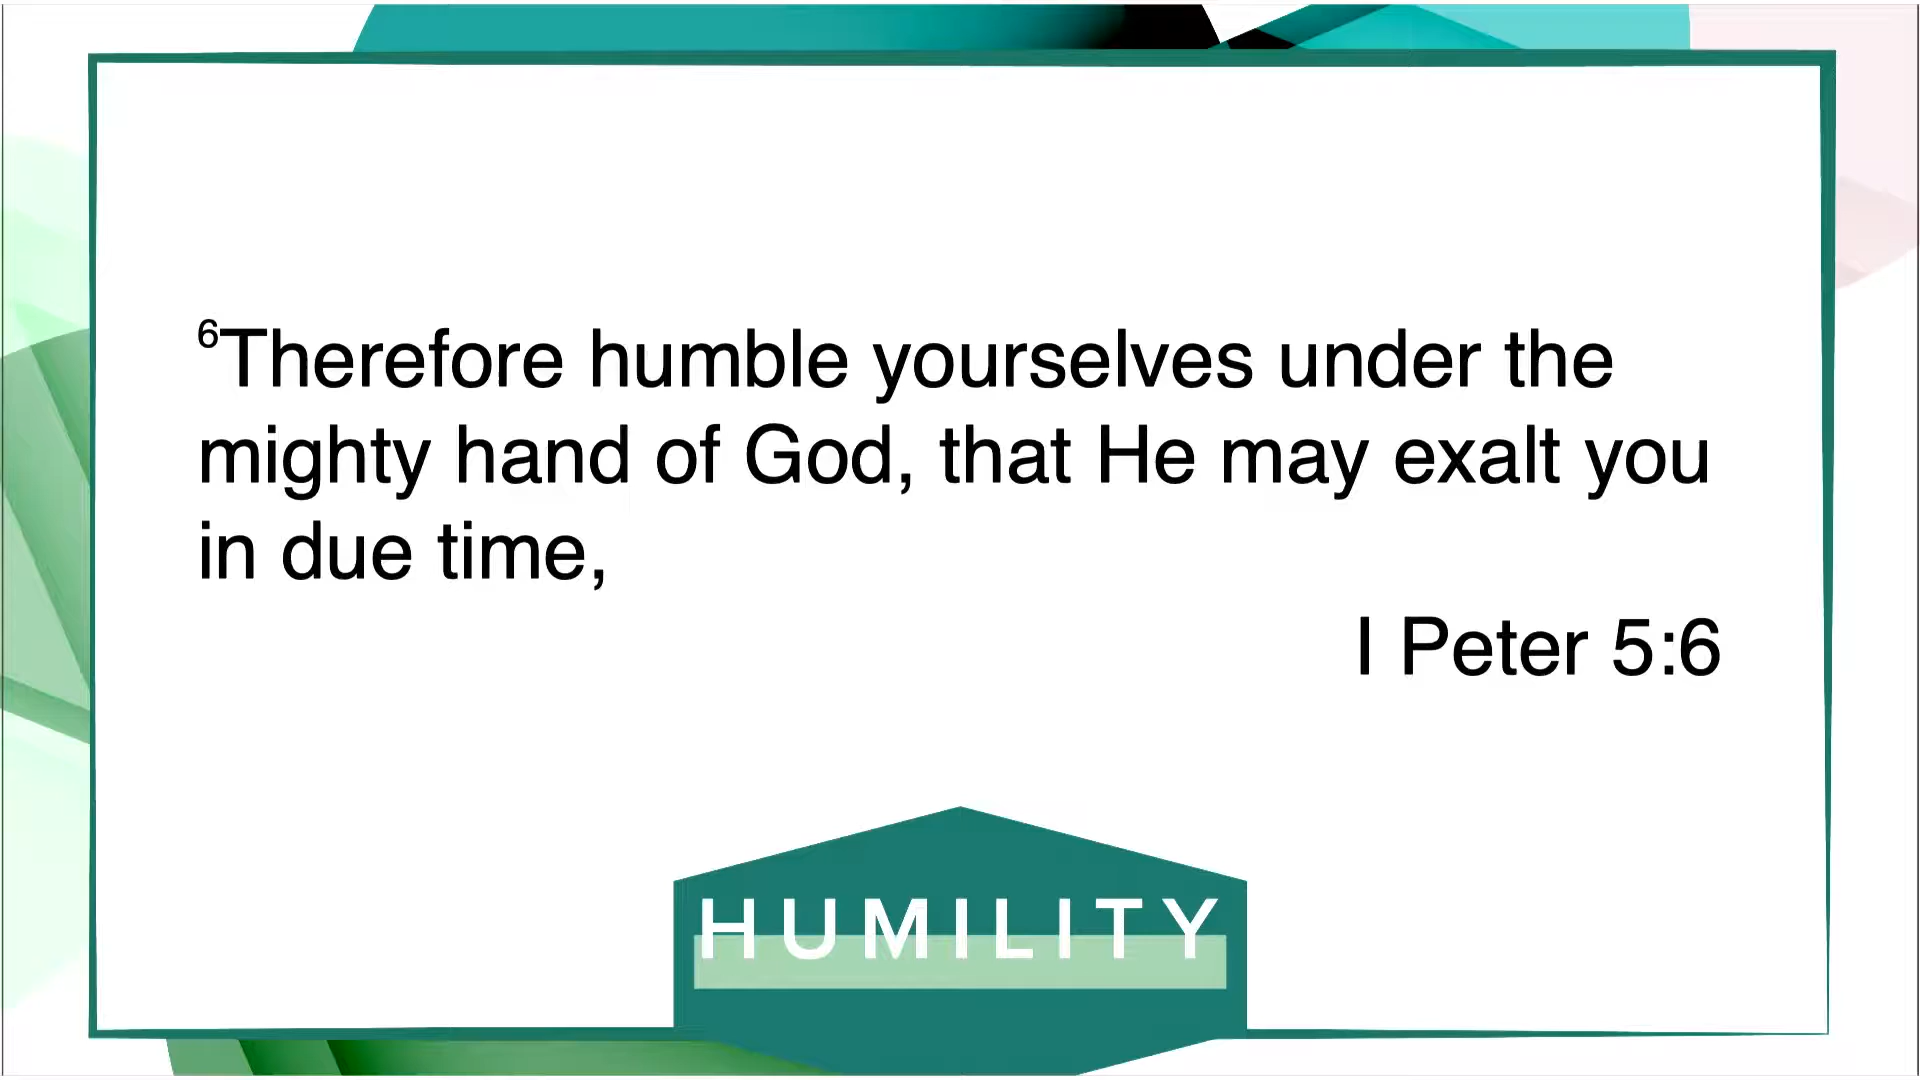 ⁶Therefore humble yourselves under the
mighty hand of God, that He may exalt you
in due time,
I Peter 5:6
HUMILITY